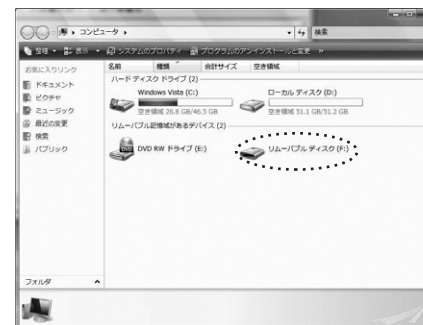 コンピュータ
検索
整理 表示 システムのプロパティ プログラムのアンインストールと変更 »
お気に入りリンク
ドキュメント
ピクチャ
ミュージック
最近の変更
検索
パブリック
フォルダ
名前 種類 合計サイズ 空き領域
ハード ディスク ドライブ (2)
Windows Vista (C:)
空き領域 26.8 GB/46.5 GB
ローカル ディスク (D:)
空き領域 51.1 GB/51.2 GB
リムーバブル記憶域があるデバイス (2)
DVD RW ドライブ (E:)
リムーバブル ディスク (F:)